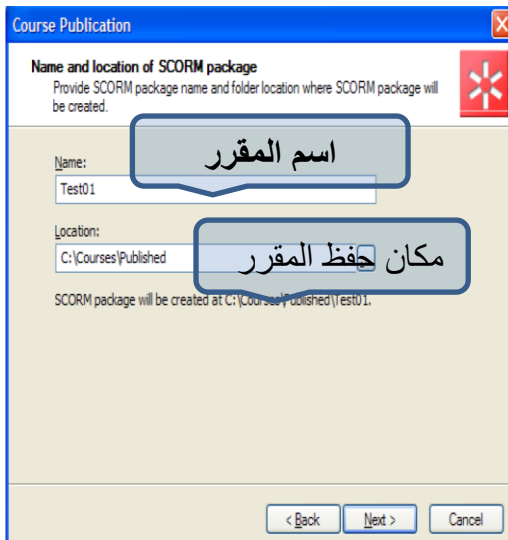 Course Publication
Name and location of SCORM package
Provide SCORM package name and folder location where SCORM package will
be created.
اسم المقرر
Name:
Test01
Location:
C:\Courses\Published
مكان حفظ المقرر
SCORM package will be created at C:\Courses\Published\Test01.
< Back
Next >
Cancel